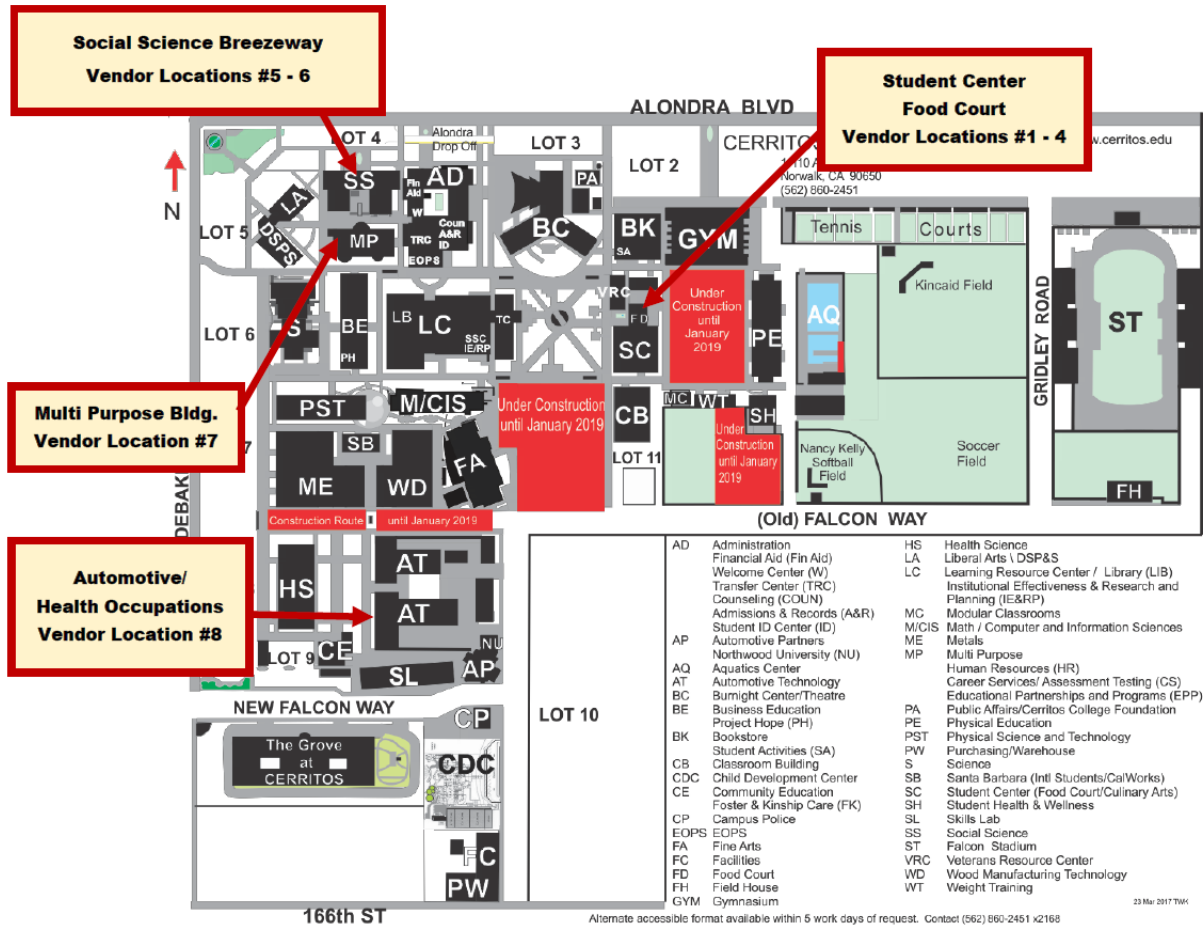 Social Science Breezeway
Vendor Locations #5 - 6
Student Center
Food Court
Vendor Locations #1 - 4
ALONDRA BLVD
LOT 4
Alondra
Drop Off
LOT 3
LOT 2
CERRITOS
w.cerritos.edu
Norwalk, CA 90650
(562) 860-2451
N
SS
Fin
Aid
AD
W
Coun
A&R
ID
TRC
EOPS
PA
BC
BK
SA
GYM
Tennis
Courts
LA
DSPS
LOT 5
MP
Kincaid Field
GRIDLEY ROAD
ST
LOT 6
S
BE
PH
LB
LC
SSC
IE/RP
TC
VRC
FD
SC
Under
Construction
until
January
2019
PE
AQ
Multi Purpose Bldg.
Vendor Location #7
7
PST
M/CIS
Under Construction
until January 2019
CB
MC
WT
SH
SB
ME
WD
FA
LOT 11
Under
Construction
until January
2019
Nancy Kelly
Softball
Field
Soccer
Field
FH
DEBAK
Construction Route
until January 2019
(Old) FALCON WAY
Automotive/
Health Occupations
Vendor Location #8
HS
AT
AT
NU
LOT 9
CE
SL
AP
NEW FALCON WAY
LOT 10
CP
The Grove
at
CERRITOS
CDC
FC
PW
166th ST
AD Administration
Financial Aid (Fin Aid)
Welcome Center (W)
Transfer Center (TRC)
Counseling (COUN)
Admissions & Records (A&R)
Student ID Center (ID)
AP Automotive Partners
Northwood University (NU)
AQ Aquatics Center
AT Automotive Technology
BC Burnight Center/Theatre
BE Business Education
Project Hope (PH)
BK Bookstore
Student Activities (SA)
CB Classroom Building
CDC Child Development Center
CE Community Education
Foster & Kinship Care (FK)
CP Campus Police
EOPS EOPS
FA Fine Arts
FC Facilities
FD Food Court
FH Field House
GYM Gymnasium
HS Health Science
LA Liberal Arts \ DSP&S
LC Learning Resource Center / Library (LIB)
Institutional Effectiveness & Research and
Planning (IE&RP)
MC Modular Classrooms
M/CIS Math / Computer and Information Sciences
ME Metals
MP Multi Purpose
Human Resources (HR)
Career Services/ Assessment Testing (CS)
Educational Partnerships and Programs (EPP)
PA Public Affairs/Cerritos College Foundation
PE Physical Education
PST Physical Science and Technology
PW Purchasing/Warehouse
S Science
SB Santa Barbara (Intl Students/CalWorks)
SC Student Center (Food Court/Culinary Arts)
SH Student Health & Wellness
SL Skills Lab
SS Social Science
ST Falcon Stadium
VRC Veterans Resource Center
WD Wood Manufacturing Technology
WT Weight Training
23 Mar 2017 TWK
Alternate accessible format available within 5 work days of request. Contact (562) 860-2451 x2168